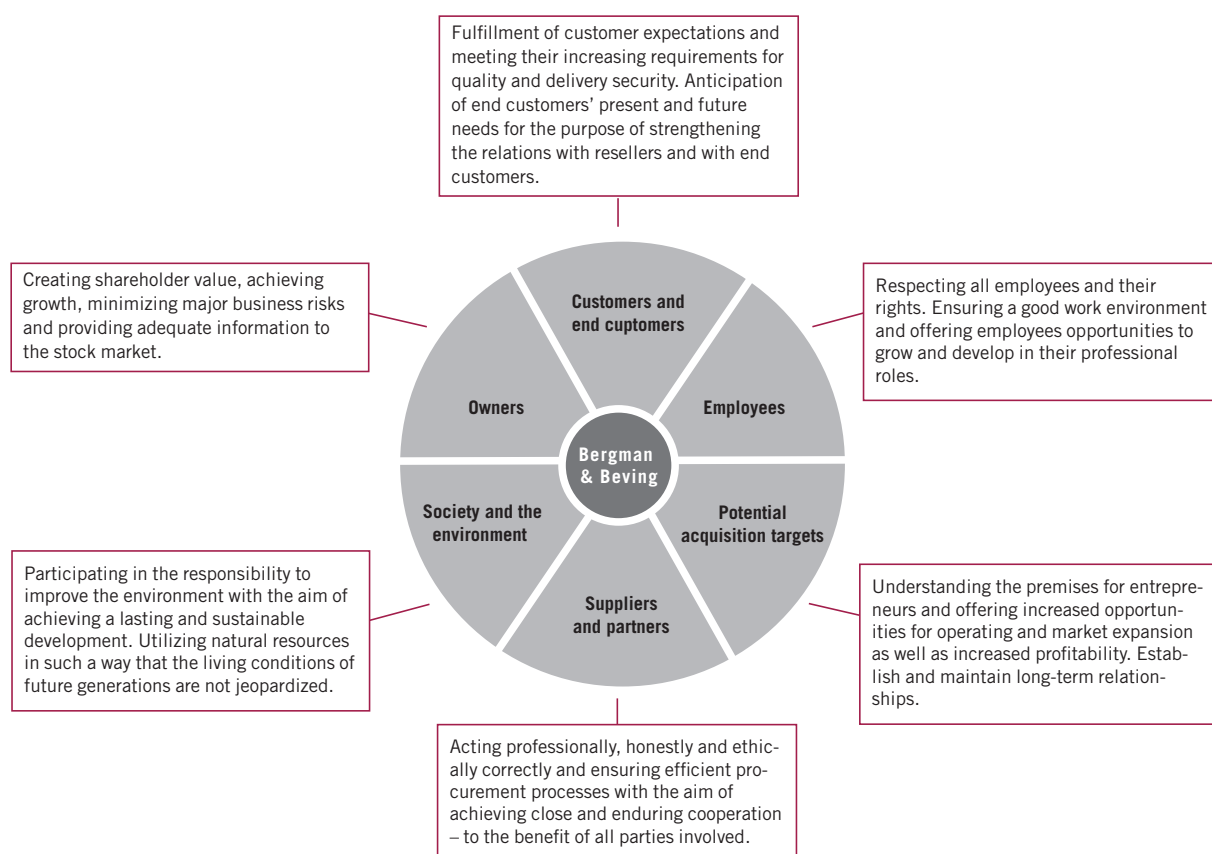 Fulfillment of customer expectations and
meeting their increasing requirements for
quality and delivery security. Anticipation
of end customers’ present and future
needs for the purpose of strengthening
the relations with resellers and with end
customers.
Creating shareholder value, achieving
growth, minimizing major business risks
and providing adequate information to
the stock market.
Respecting all employees and their
rights. Ensuring a good work environment
and offering employees opportunities to
grow and develop in their professional
roles.
Customers and
end cuptomers
Owners
Employees
Bergman
& Beving
Society and the
environment
Potential
acquisition targets
Suppliers
and partners
Participating in the responsibility to
improve the environment with the aim of
achieving a lasting and sustainable
development. Utilizing natural resources
in such a way that the living conditions of
future generations are not jeopardized.
Understanding the premises for entrepre-
neurs and offering increased opportun-
ities for operating and market expansion
as well as increased profitability. Estab-
lish and maintain long-term relation-
ships.
Acting professionally, honestly and ethic-
ally correctly and ensuring efficient pro-
curement processes with the aim of
achieving close and enduring cooperation
– to the benefit of all parties involved.